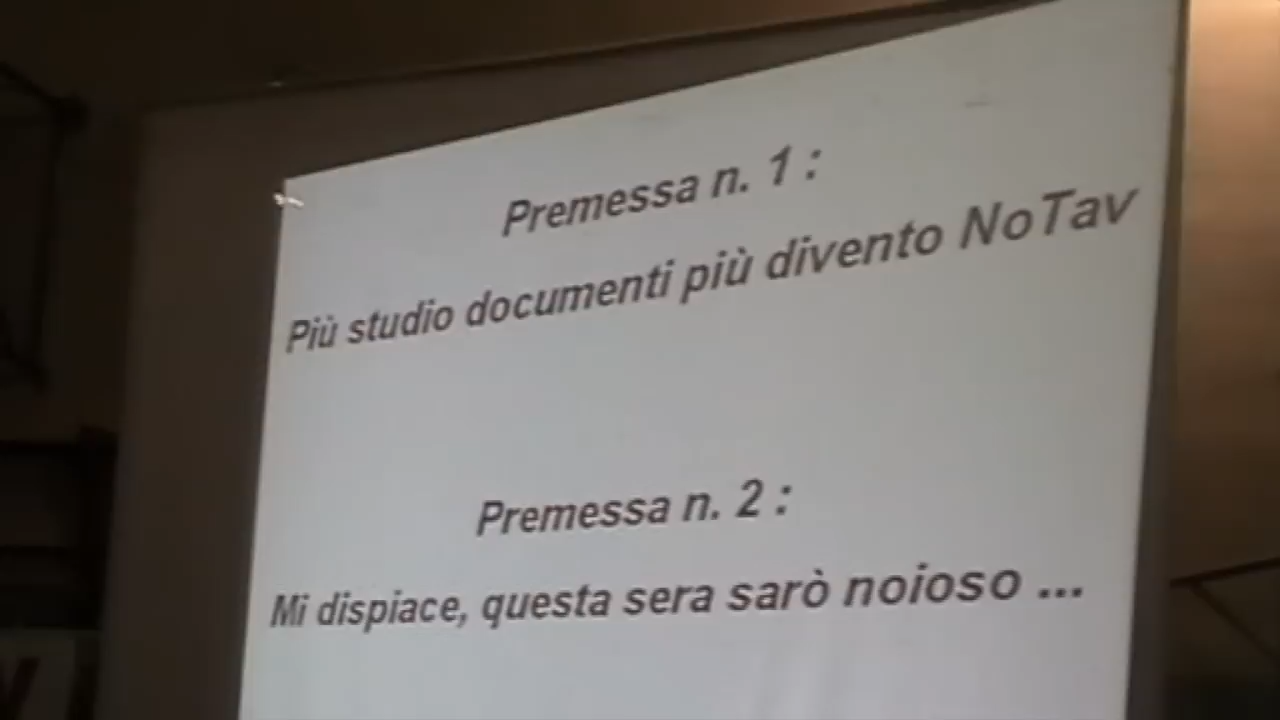 Premessa n. 1 :
Più studio documenti più divento NoTav
Premessa n. 2 :
Mi dispiace, questa sera sarò noioso ...